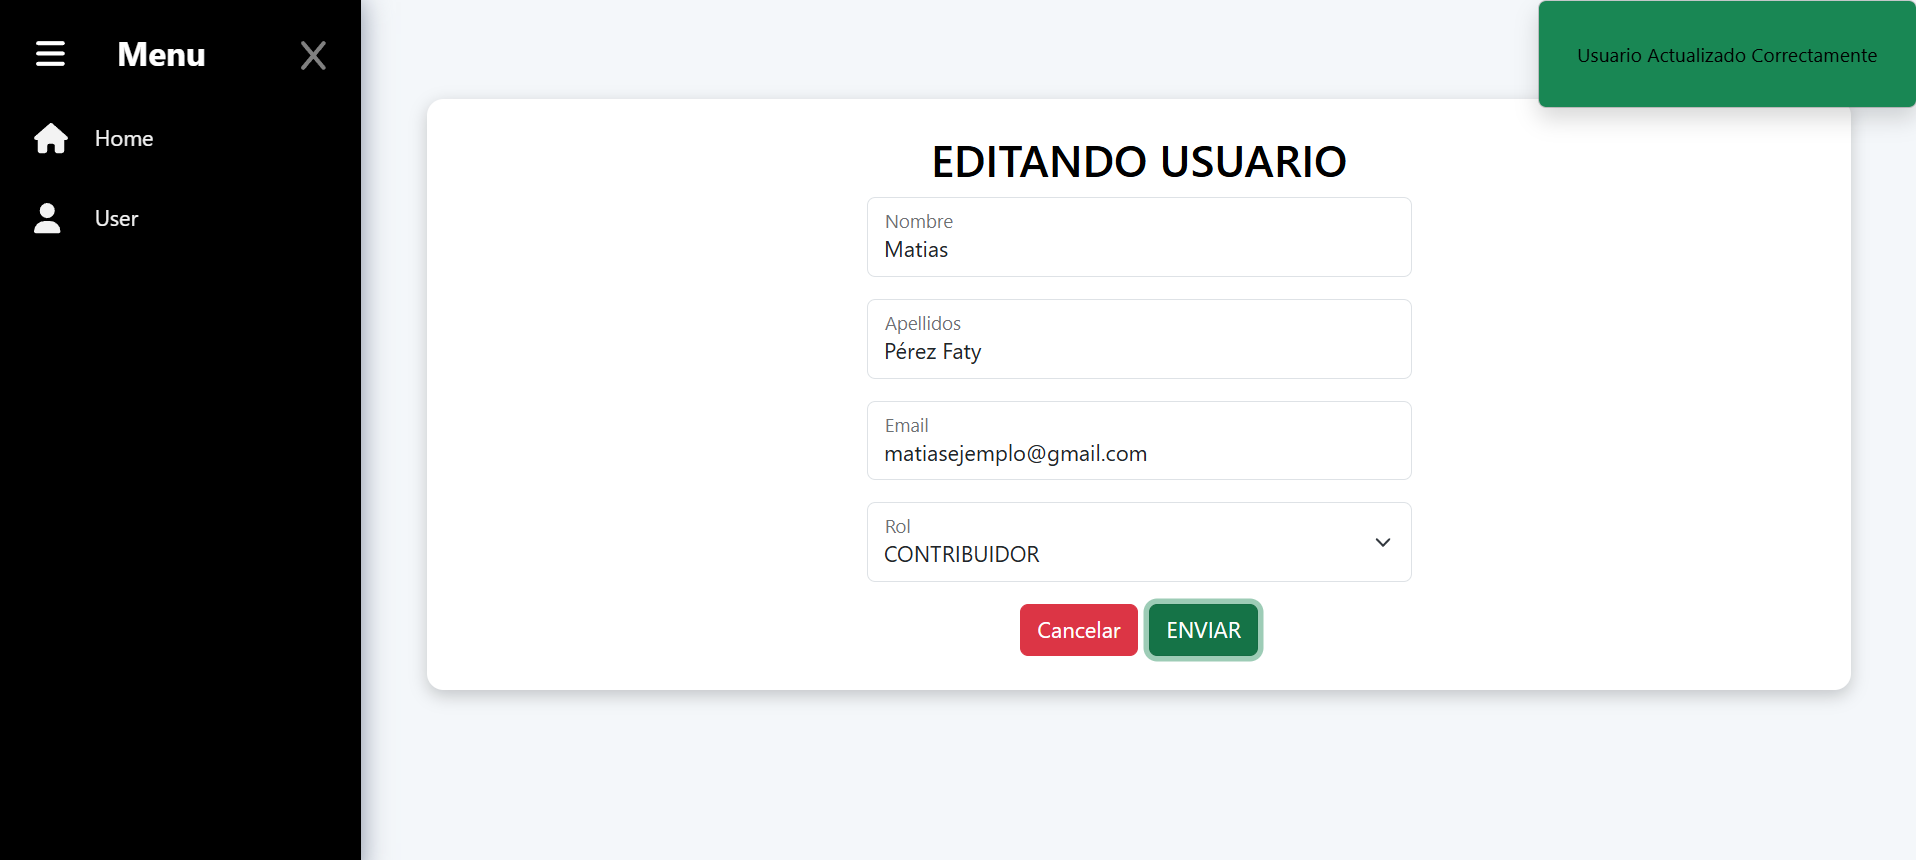 Menu
Home
User
Usuario Actualizado Correctamente
EDITANDO USUARIO
Nombre
Matias
Apellidos
Pérez Faty
Email
matiasejemplo@gmail.com
Rol
CONTRIBUIDOR
Cancelar ENVIAR